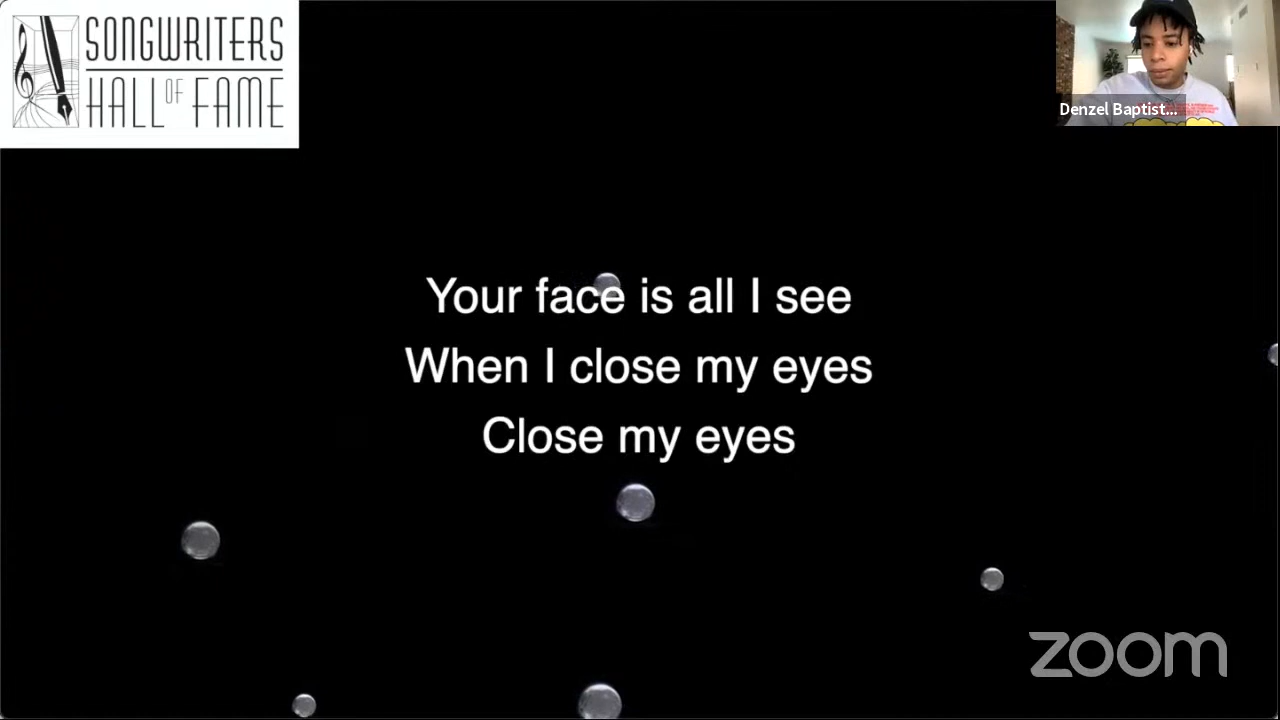 SONGWRITERS
HALL OF FAME
Denzel Baptist...
Your face is all I see
When I close my eyes
Close my eyes
zoom